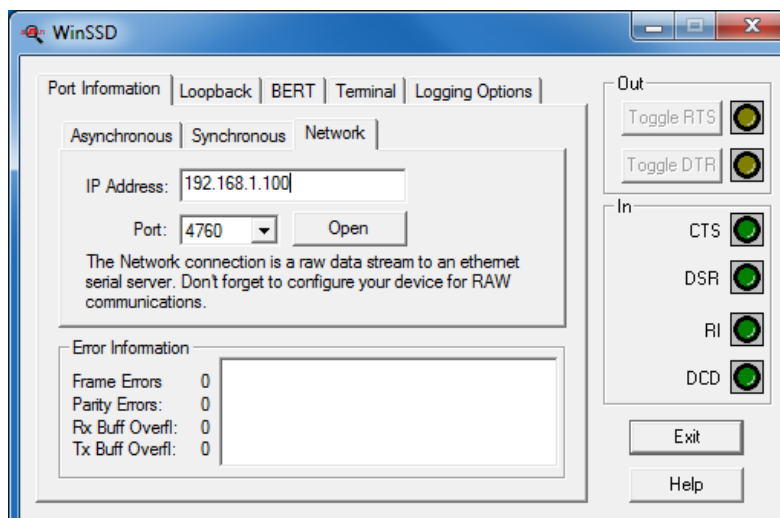 WinSSD
Port Information Loopback BERT Terminal Logging Options
Asynchronous Synchronous Network
IP Address: 192.168.1.100
Port: 4760 Open
The Network connection is a raw data stream to an ethernet
serial server. Don't forget to configure your device for RAW
communications.
Error Information
Frame Errors 0
Parity Errors: 0
Rx Buff Overfl: 0
Tx Buff Overfl: 0
Out
Toggle RTS
Toggle DTR
In
CTS
DSR
RI
DCD
Exit
Help